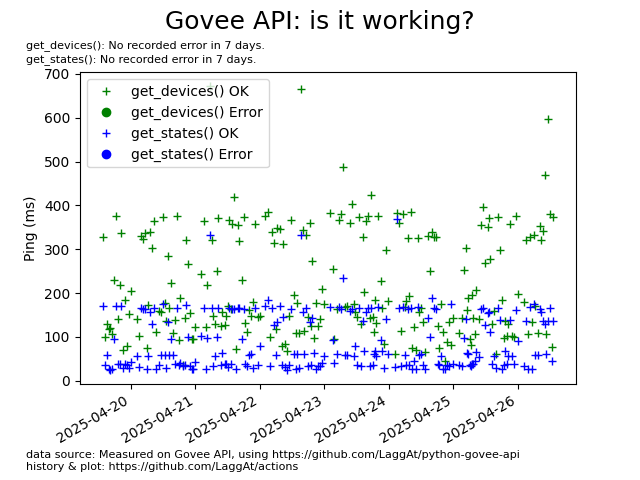 Govee API: is it working?
get_devices(): No recorded error in 7 days.
get_states(): No recorded error in 7 days.
700
600
500
400
300
200
100
0
Ping (ms)
get_devices() OK
get_devices() Error
get_states() OK
get_states() Error
2025-04-20
2025-04-21
2025-04-22
2025-04-23
2025-04-24
2025-04-25
2025-04-26
data source: Measured on Govee API, using https://github.com/LaggAt/python-govee-api
history & plot: https://github.com/LaggAt/actions